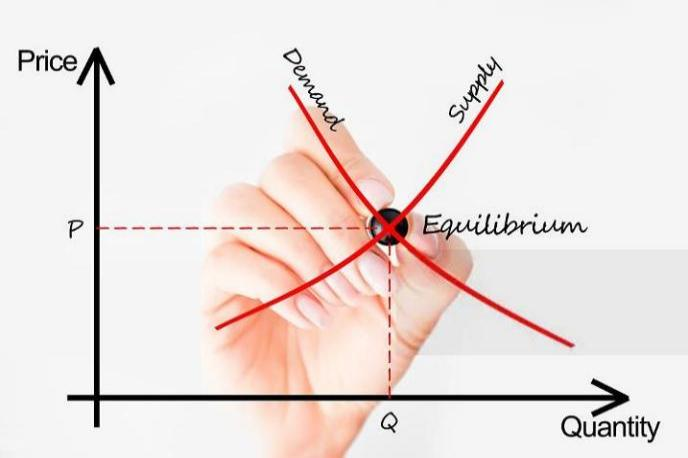 Price
Demand
Supply
P
Equilibrium
Q
Quantity